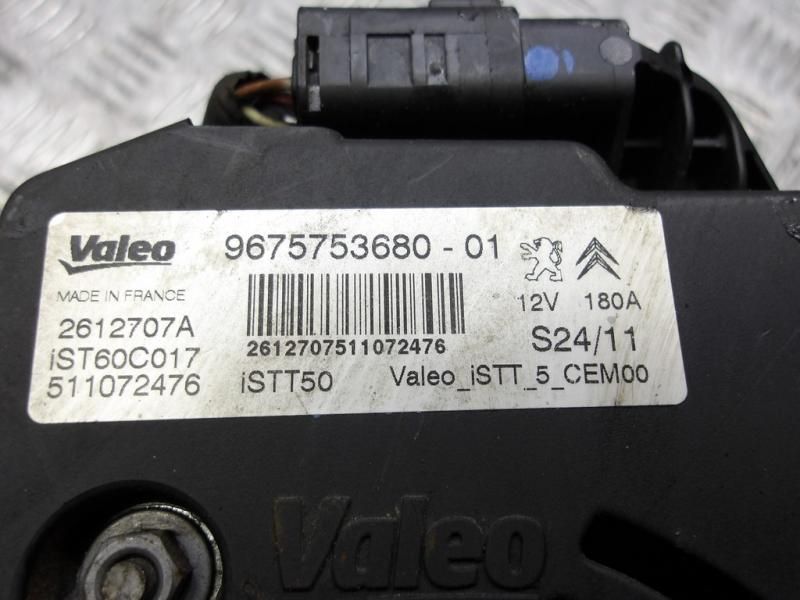 Valeo 9675753680 - 01
MADE IN FRANCE
12V 180A
2612707A
S24/11
2612707511072476
iST60C017
511072476 iSTT50 Valeo_iSTT_5_CEM00
Valeo